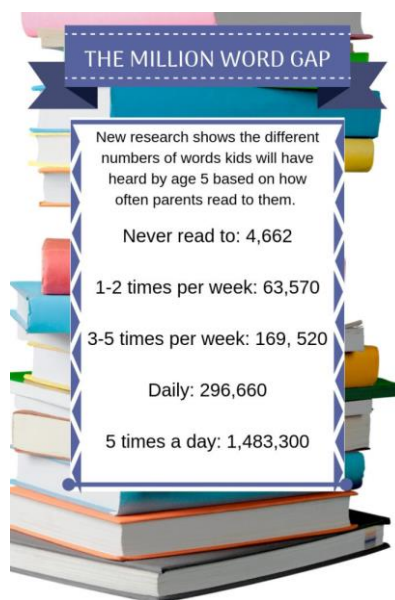 THE MILLION WORD GAP
New research shows the different
numbers of words kids will have
heard by age 5 based on how
often parents read to them.
Never read to: 4,662
1-2 times per week: 63,570
3-5 times per week: 169, 520
Daily: 296,660
5 times a day: 1,483,300